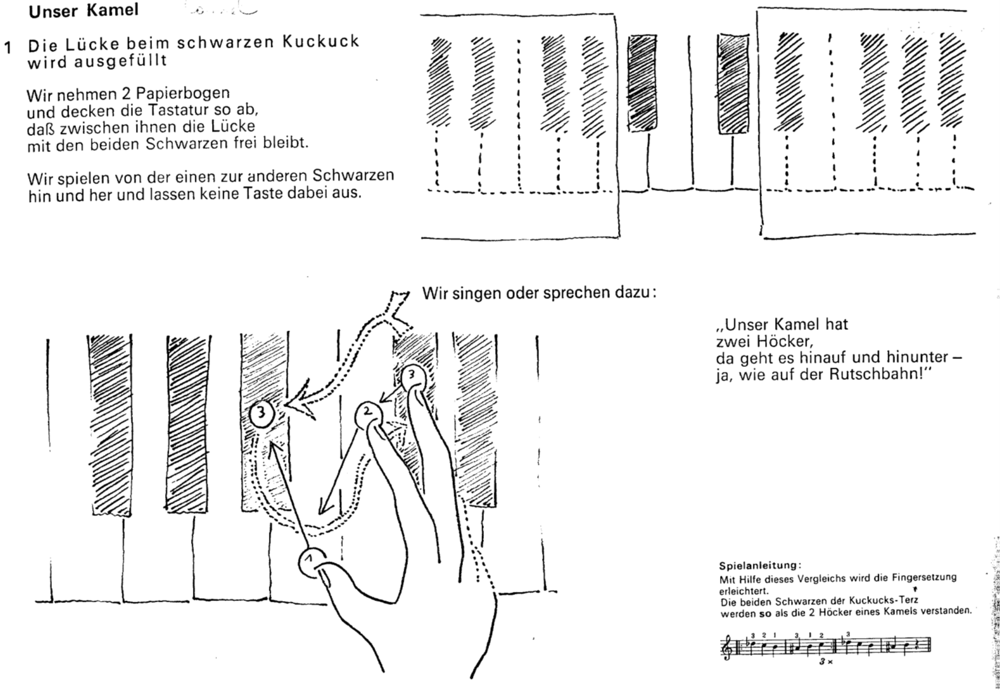 Unser Kamel
1 Die Lücke beim schwarzen Kuckuck
wird ausgefüllt
Wir nehmen 2 Papierbogen
und decken die Tastatur so ab,
daß zwischen ihnen die Lücke
mit den beiden Schwarzen frei bleibt.
Wir spielen von der einen zur anderen Schwarzen
hin und her und lassen keine Taste dabei aus.
Wir singen oder sprechen dazu:
„Unser Kamel hat
zwei Höcker,
da geht es hinauf und hinunter –
ja, wie auf der Rutschbahn!“
3
2
3
1
Spielanleitung:
Mit Hilfe dieses Vergleichs wird die Fingersetzung
erleichtert.
Die beiden Schwarzen der Kuckucks-Terz
werden so als die 2 Höcker eines Kamels verstanden.
3 2 1 3 1 2 3
3 ×